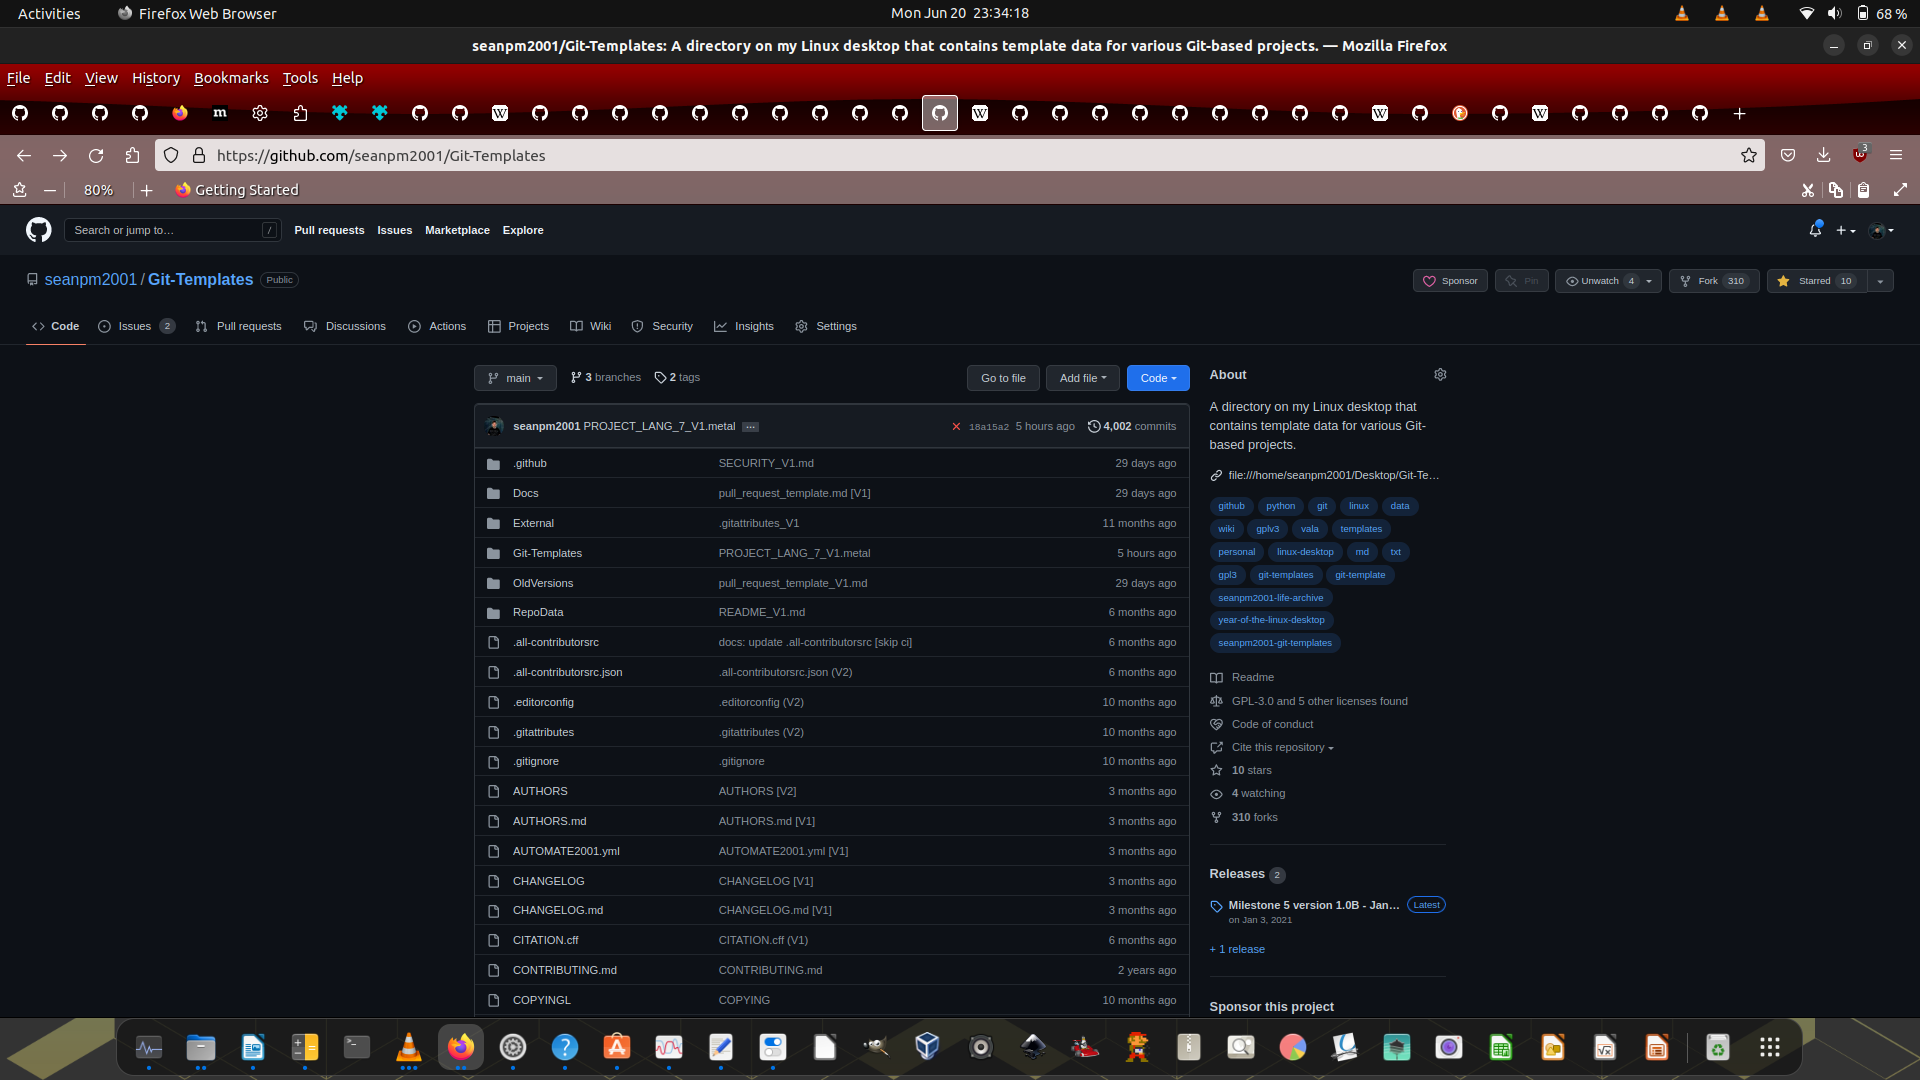 Activities
Firefox Web Browser
Mon Jun 20 23:34:18
68 %
seanpm2001/Git-Templates: A directory on my Linux desktop that contains template data for various Git-based projects. — Mozilla Firefox
File Edit View History Bookmarks Tools Help
https://github.com/seanpm2001/Git-Templates
3
80%
Getting Started
Search or jump to… /
Pull requests Issues Marketplace Explore
seanpm2001 / Git-Templates Public
Sponsor Pin Unwatch 4 Fork 310 Starred 10
Code Issues 2 Pull requests Discussions Actions Projects Wiki Security Insights Settings
main 3 branches 2 tags Go to file Add file Code
seanpm2001 PROJECT_LANG_7_V1.metal ... 18a15a2 5 hours ago 4,002 commits
.github SECURITY_V1.md 29 days ago
Docs pull_request_template.md [V1] 29 days ago
External .gitattributes_V1 11 months ago
Git-Templates PROJECT_LANG_7_V1.metal 5 hours ago
OldVersions pull_request_template_V1.md 29 days ago
RepoData README_V1.md 6 months ago
.all-contributorsrc docs: update .all-contributorsrc [skip ci] 6 months ago
.all-contributorsrc.json .all-contributorsrc.json (V2) 6 months ago
.editorconfig .editorconfig (V2) 10 months ago
.gitattributes .gitattributes (V2) 10 months ago
.gitignore .gitignore 10 months ago
AUTHORS AUTHORS [V2] 3 months ago
AUTHORS.md AUTHORS.md [V1] 3 months ago
AUTOMATE2001.yml AUTOMATE2001.yml [V1] 3 months ago
CHANGELOG CHANGELOG [V1] 3 months ago
CHANGELOG.md CHANGELOG.md [V1] 3 months ago
CITATION.cff CITATION.cff (V1) 6 months ago
CONTRIBUTING.md CONTRIBUTING.md 2 years ago
COPYINGL COPYING 10 months ago
About
A directory on my Linux desktop that
contains template data for various Git-
based projects.
file:///home/seanpm2001/Desktop/Git-Te…
github python git linux data
wiki gplv3 vala templates
personal linux-desktop md txt
gpl3 git-templates git-template
seanpm2001-life-archive
year-of-the-linux-desktop
seanpm2001-git-templates
Readme
GPL-3.0 and 5 other licenses found
Code of conduct
Cite this repository
10 stars
4 watching
310 forks
Releases 2
Milestone 5 version 1.0B - Jan… Latest
on Jan 3, 2021
+ 1 release
Sponsor this project